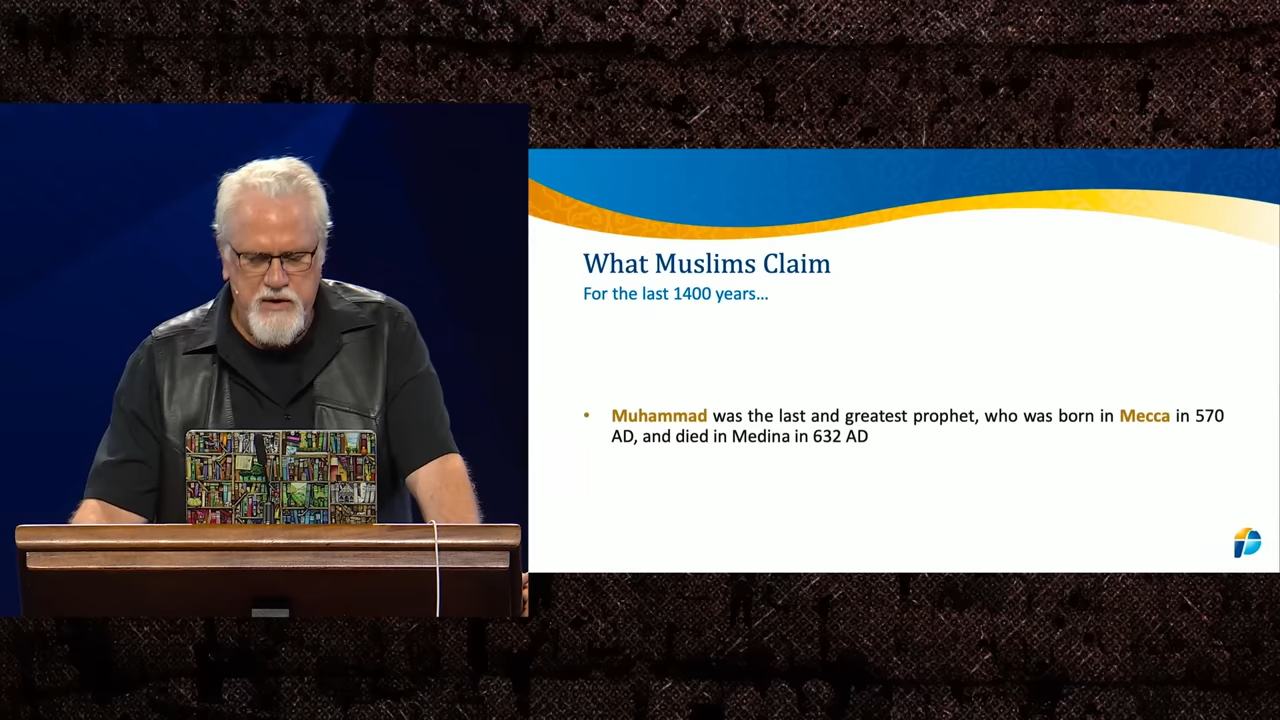 What Muslims Claim
For the last 1400 years...
• Muhammad was the last and greatest prophet, who was born in Mecca in 570
AD, and died in Medina in 632 AD